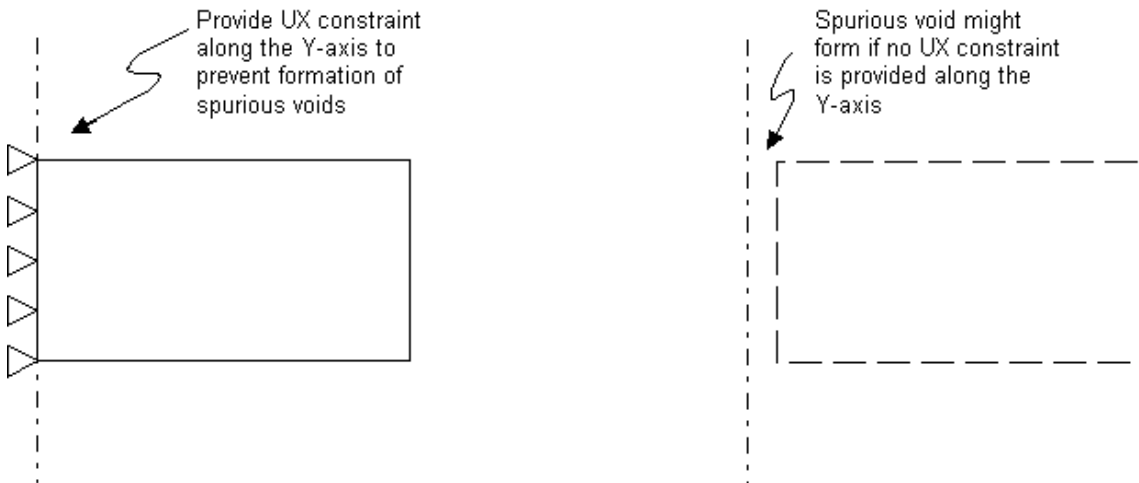 Provide UX constraint
along the Y-axis to
prevent formation of
spurious voids
Spurious void might
form if no UX constraint
is provided along the
Y-axis